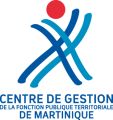 CENTRE DE GESTION
DE LA FONCTION PUBLIQUE TERRITORIALE
DE MARTINIQUE